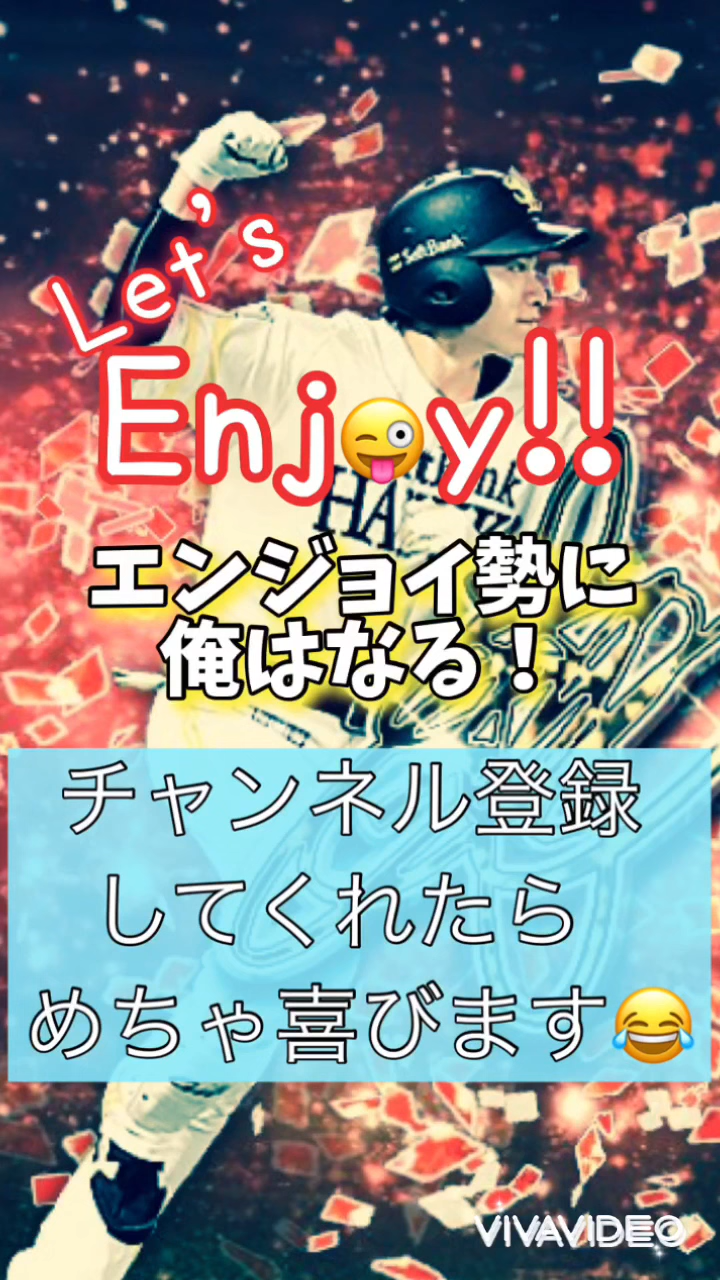 Let's
SoftBank
Enj😜y!!
エンジョイ勢に
俺はなる！
チャンネル登録
してくれたら
めちゃ喜びます😂
VIVAVIDEO